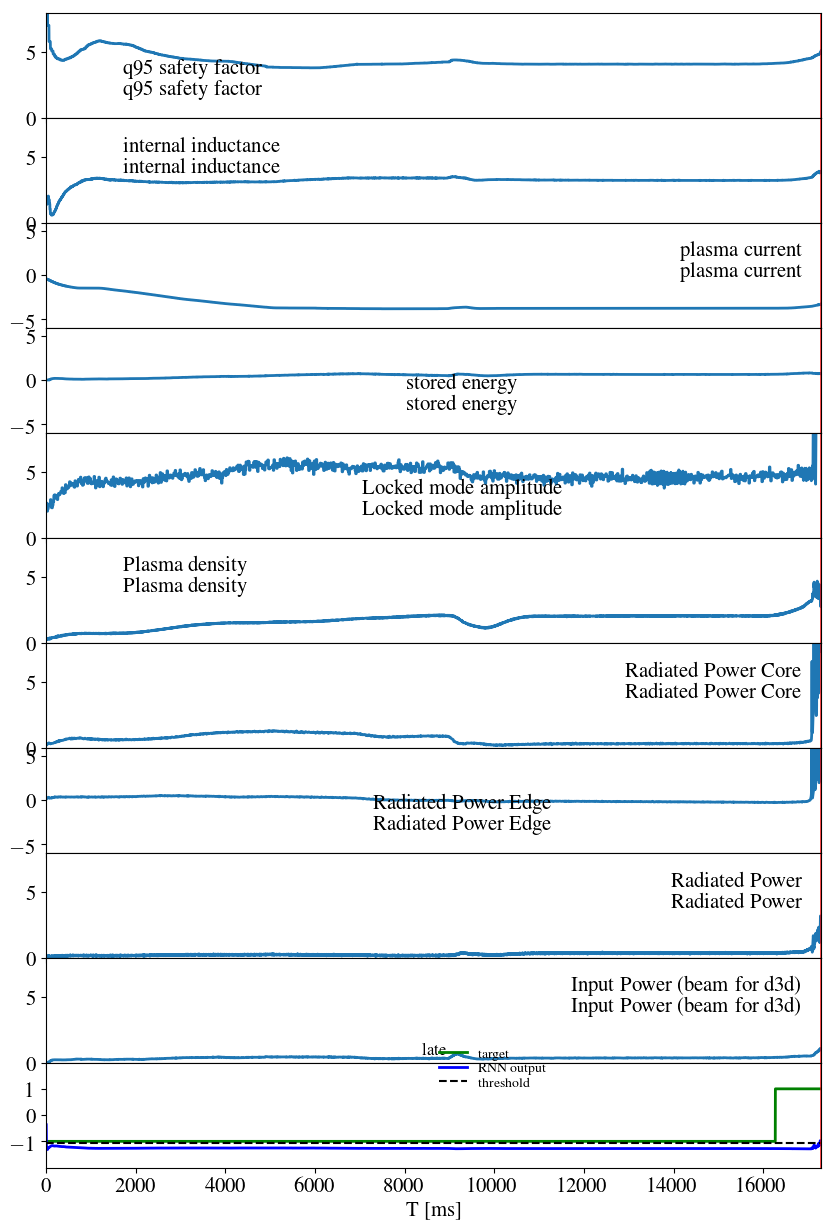 5
q95 safety factor
q95 safety factor
0
internal inductance
5
internal inductance
0
5
plasma current
0
plasma current
−5
5
0
stored energy
stored energy
−5
5
Locked mode amplitude
Locked mode amplitude
0
Plasma density
5
Plasma density
0
Radiated Power Core
5
Radiated Power Core
0
5
0
Radiated Power Edge
Radiated Power Edge
−5
Radiated Power
5
Radiated Power
0
Input Power (beam for d3d)
5
Input Power (beam for d3d)
late
target
0
RNN output
threshold
1
0
−1
0 2000 4000 6000 8000 10000 12000 14000 16000
T [ms]